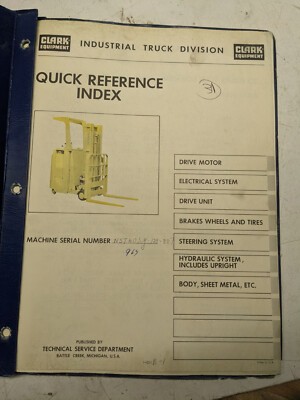 CLARK
EQUIPMENT
INDUSTRIAL TRUCK DIVISION
CLARK
EQUIPMENT
QUICK REFERENCE
INDEX
31
DRIVE MOTOR
ELECTRICAL SYSTEM
DRIVE UNIT
BRAKES WHEELS AND TIRES
MACHINE SERIAL NUMBER
STEERING SYSTEM
HYDRAULIC SYSTEM,
INCLUDES UPRIGHT
BODY, SHEET METAL, ETC.
PUBLISHED BY
TECHNICAL SERVICE DEPARTMENT
BATTLE CREEK, MICHIGAN, U.S.A.